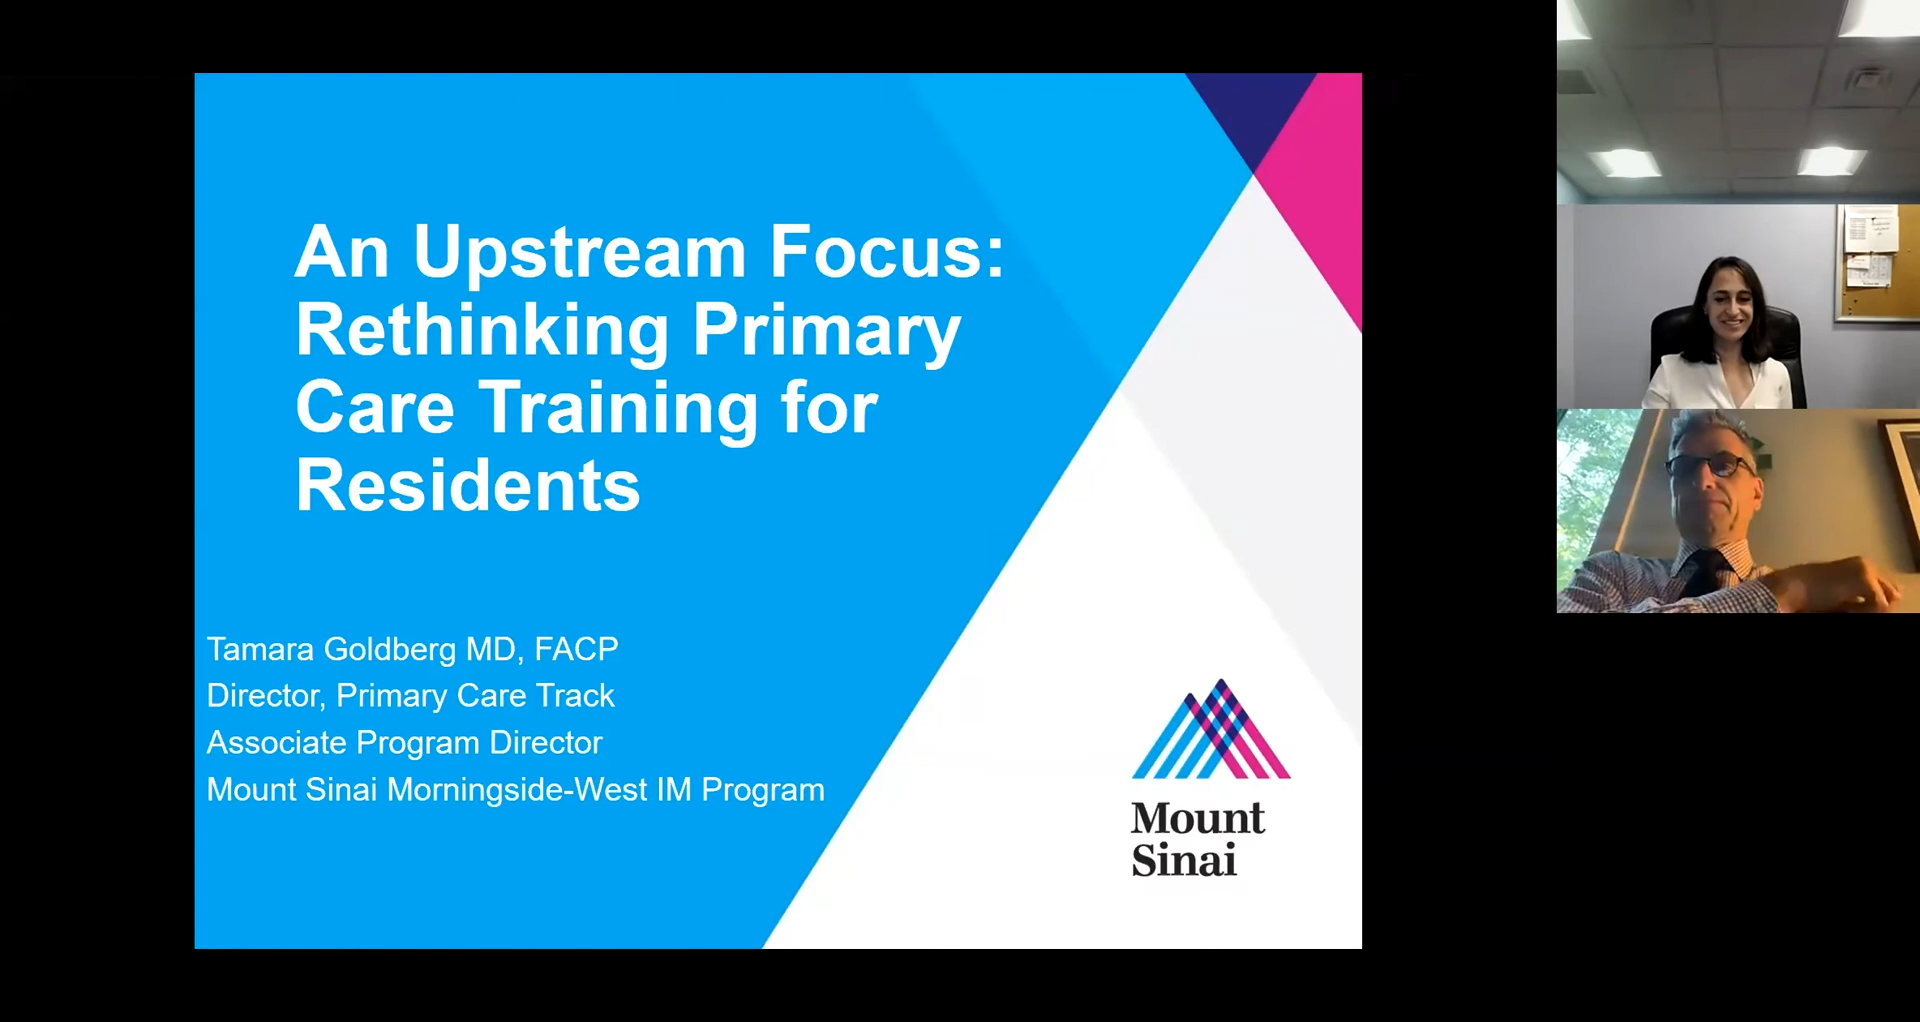 An Upstream Focus:
Rethinking Primary
Care Training for
Residents
Tamara Goldberg MD, FACP
Director, Primary Care Track
Associate Program Director
Mount Sinai Morningside-West IM Program
Mount
Sinai